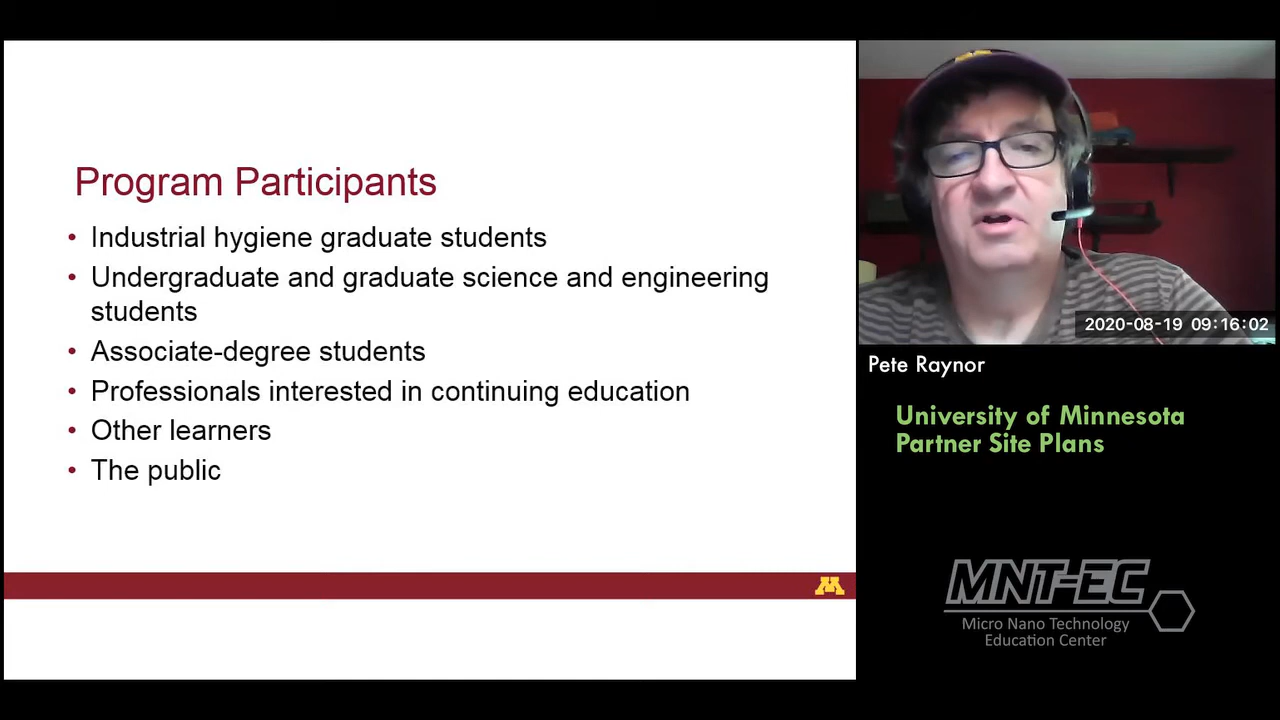 Program Participants
• Industrial hygiene graduate students
• Undergraduate and graduate science and engineering
students
• Associate-degree students
• Professionals interested in continuing education
• Other learners
• The public
M
2020-08-19 09:16:02
Pete Raynor
University of Minnesota
Partner Site Plans
MNT-EC
Micro Nano Technology
Education Center